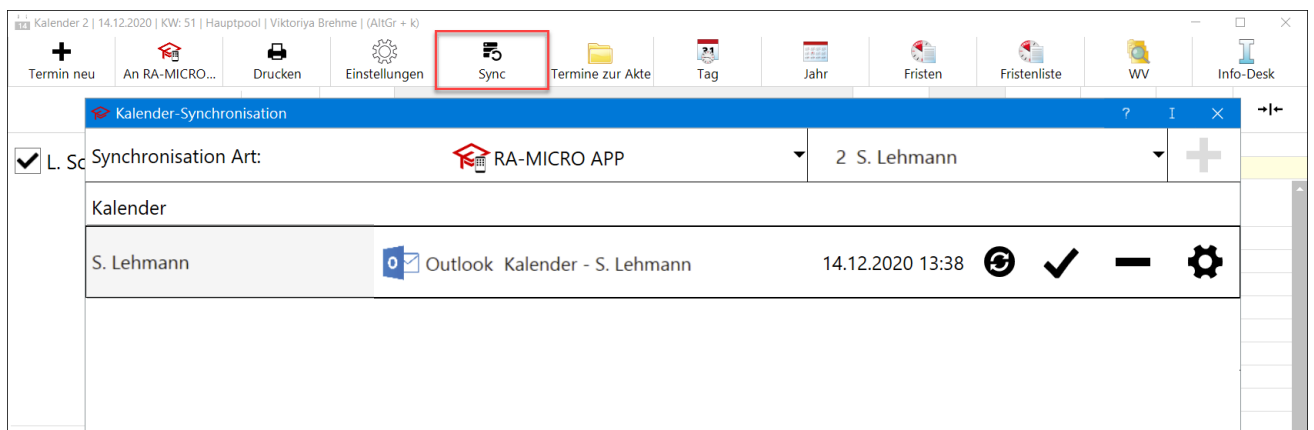 Kalender 2 | 14.12.2020 | KW: 51 | Hauptpool | Viktoriya Brehme | (AltGr + k)
Termin neu An RA-MICRO... Drucken Einstellungen Sync Termine zur Akte Tag Jahr Fristen Fristenliste WV Info-Desk
Kalender-Synchronisation
L. Sc
Synchronisation Art: RA-MICRO APP 2 S. Lehmann
Kalender
S. Lehmann Outlook Kalender - S. Lehmann 14.12.2020 13:38